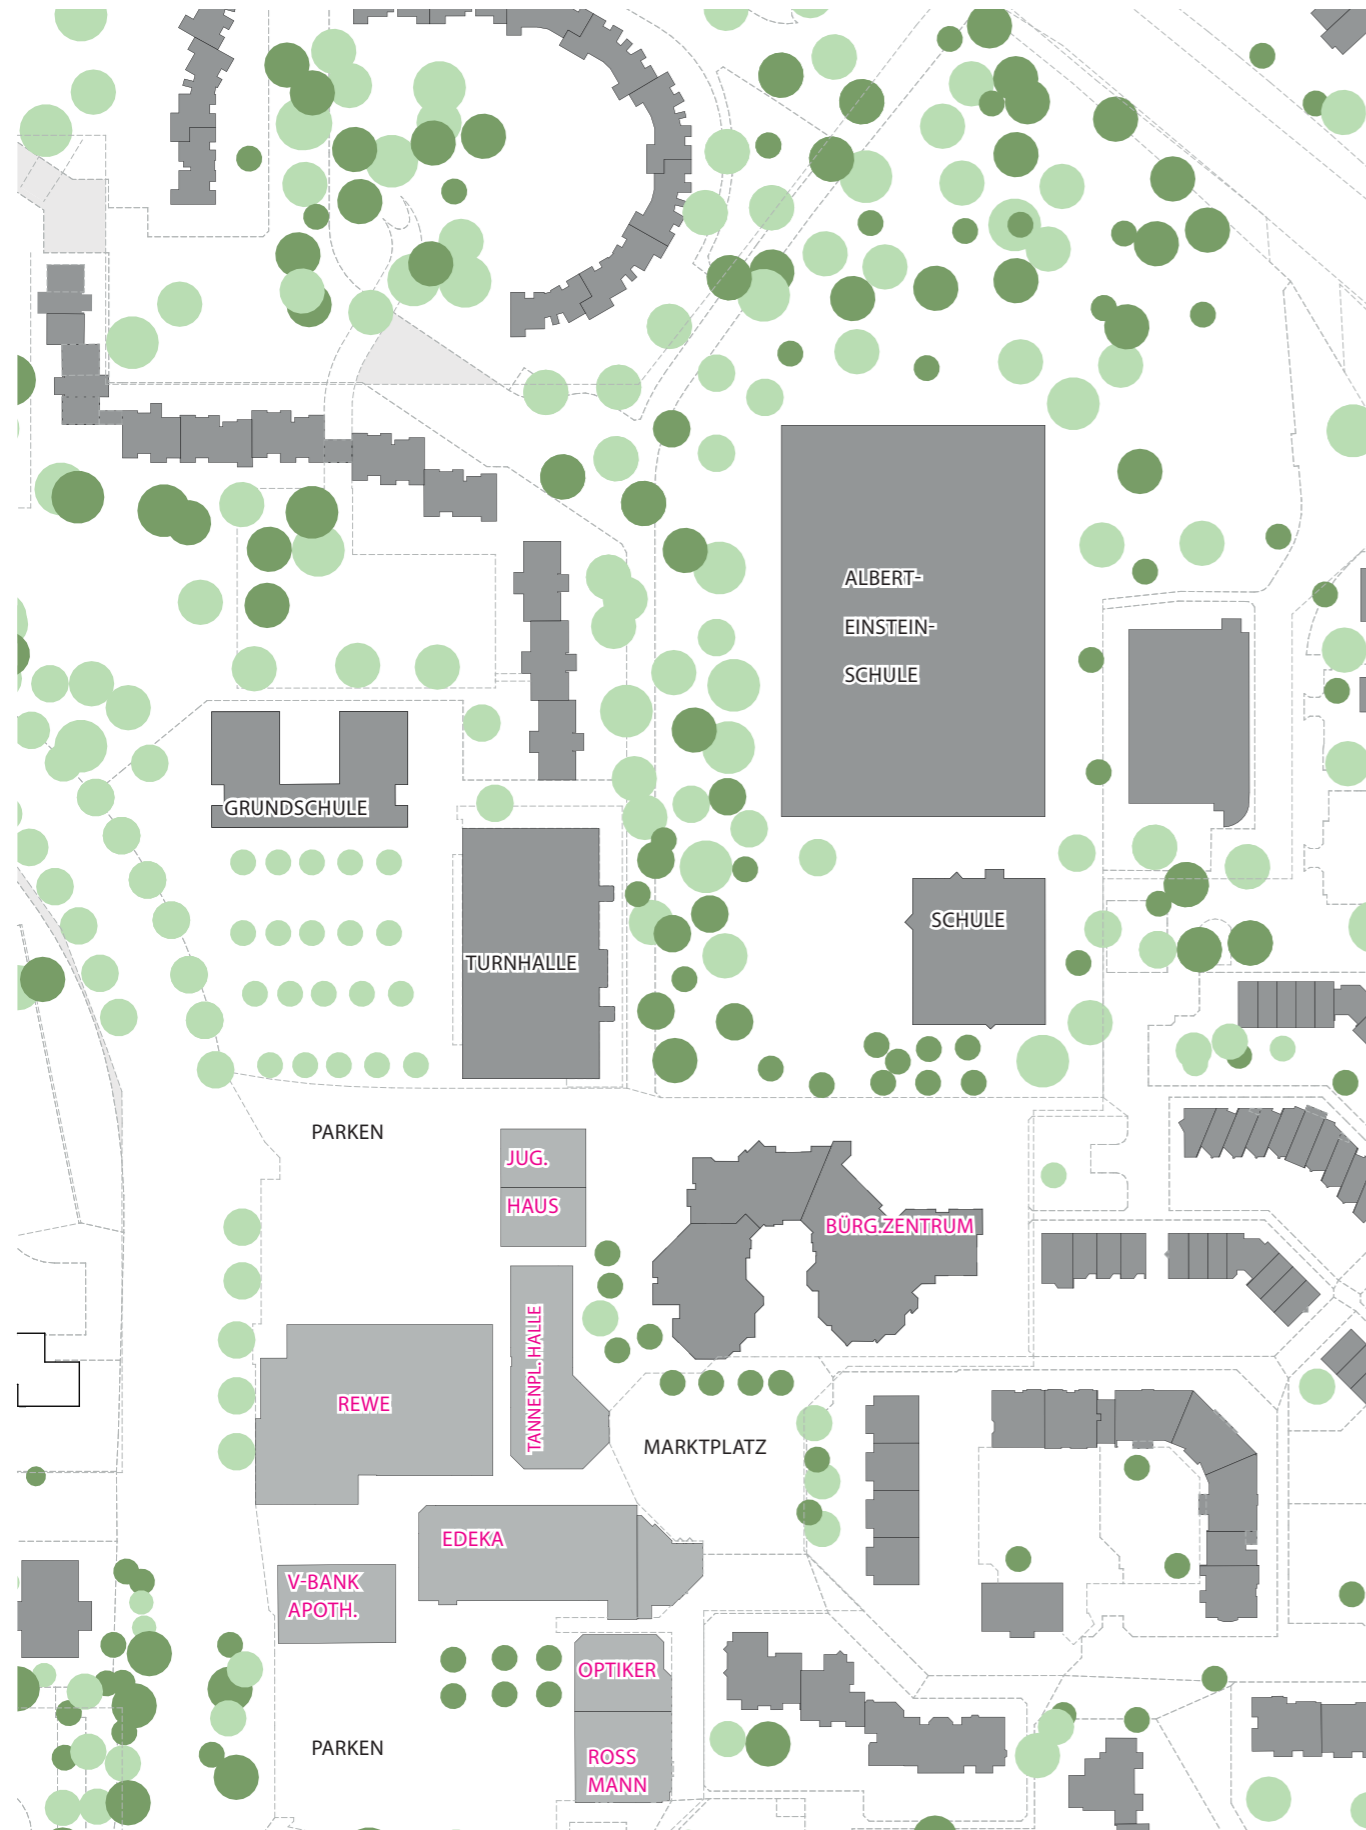 ALBERT-
EINSTEIN-
SCHULE
GRUNDSCHULE
SCHULE
TURNHALLE
PARKEN
JUG.
HAUS
BÜRG.ZENTRUM
TANNENPL. HALLE
REWE
MARKTPLATZ
EDEKA
V-BANK
APOTH.
OPTIKER
PARKEN
ROSS
MANN